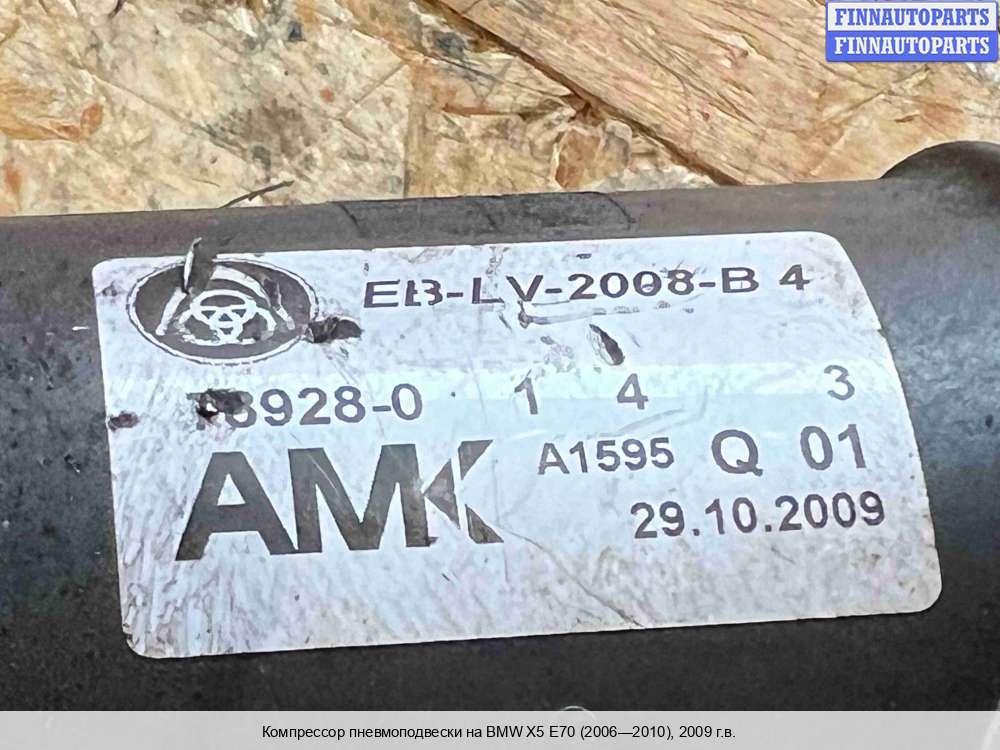 FINNAUTOPARTS
FINNAUTOPARTS
EB-LV-2008-B 4
8928-0 1 4 3
AMK A1595 Q 01
29.10.2009
Компрессор пневмоподвески на BMW X5 E70 (2006—2010), 2009 г.в.